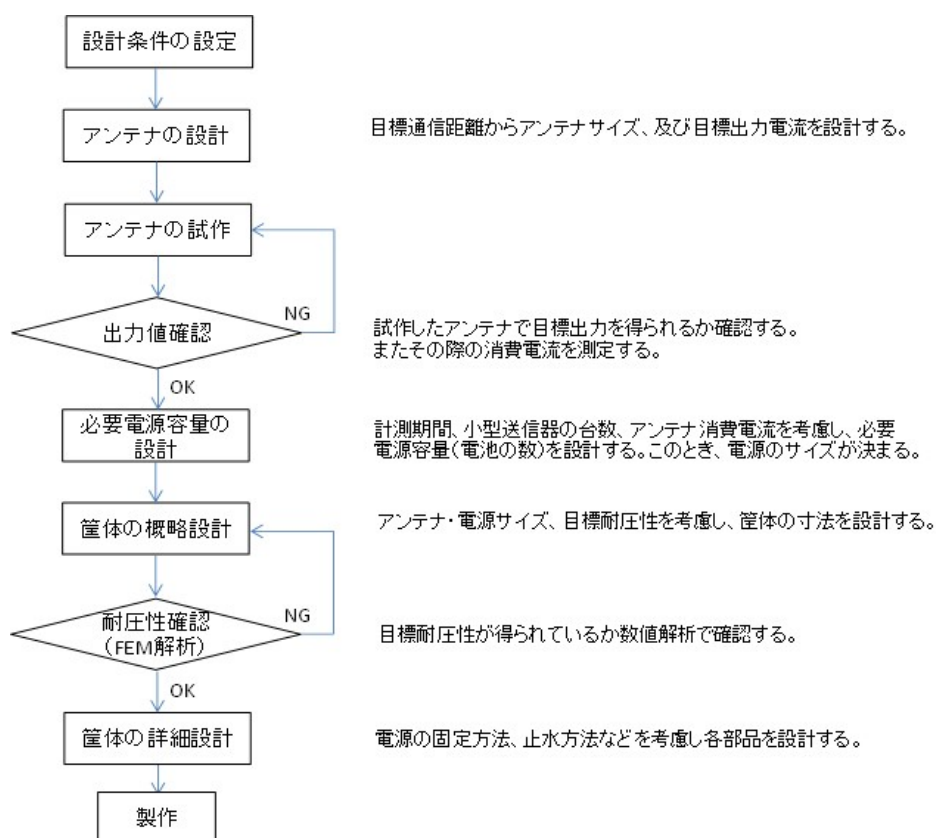 設計条件の設定
アンテナの設計
目標通信距離からアンテナサイズ、及び目標出力電流を設計する。
アンテナの試作
出力値確認
NG
試作したアンテナで目標出力を得られるか確認する。
またその際の消費電流を測定する。
OK
必要電源容量の
設計
計測期間、小型送信器の台数、アンテナ消費電流を考慮し、必要
電源容量(電池の数)を設計する。このとき、電源のサイズが決まる。
筐体の概略設計
アンテナ・電源サイズ、目標耐圧性を考慮し、筐体の寸法を設計する。
耐圧性確認
(FEM解析)
NG
目標耐圧性が得られているか数値解析で確認する。
OK
筐体の詳細設計
電源の固定方法、止水方法などを考慮し各部品を設計する。
製作